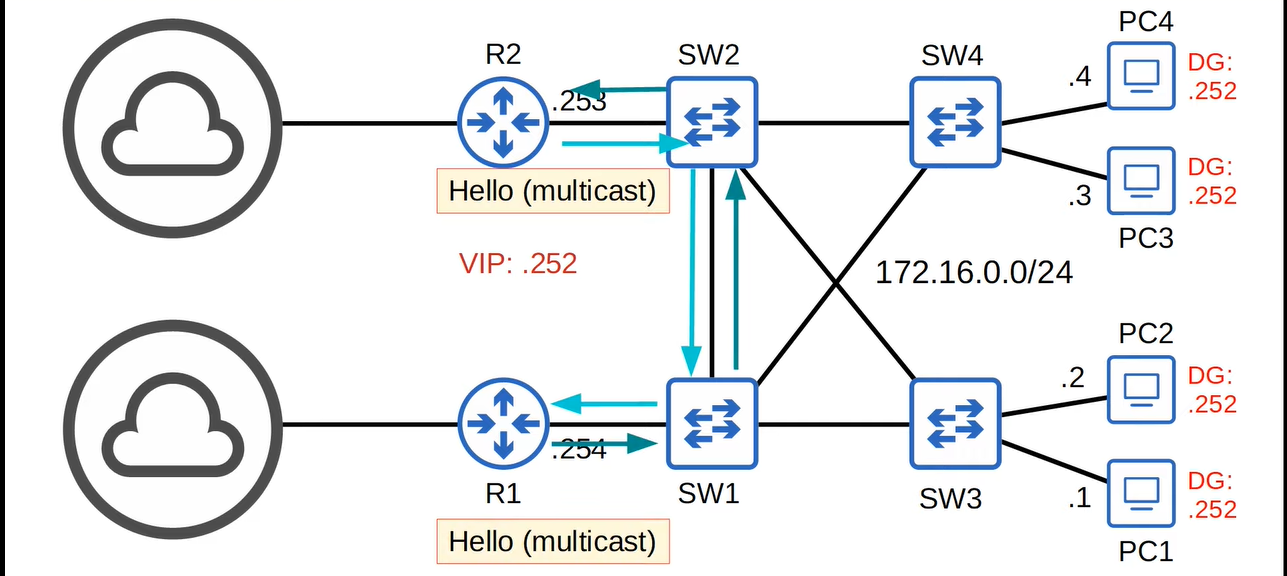 R2
SW2
SW4
PC4
.253
.4
DG:
.252
Hello (multicast)
DG:
.252
.3
PC3
VIP: .252
172.16.0.0/24
PC2
.2
DG:
.252
.254
R1
SW1
SW3
.1
DG:
.252
Hello (multicast)
PC1